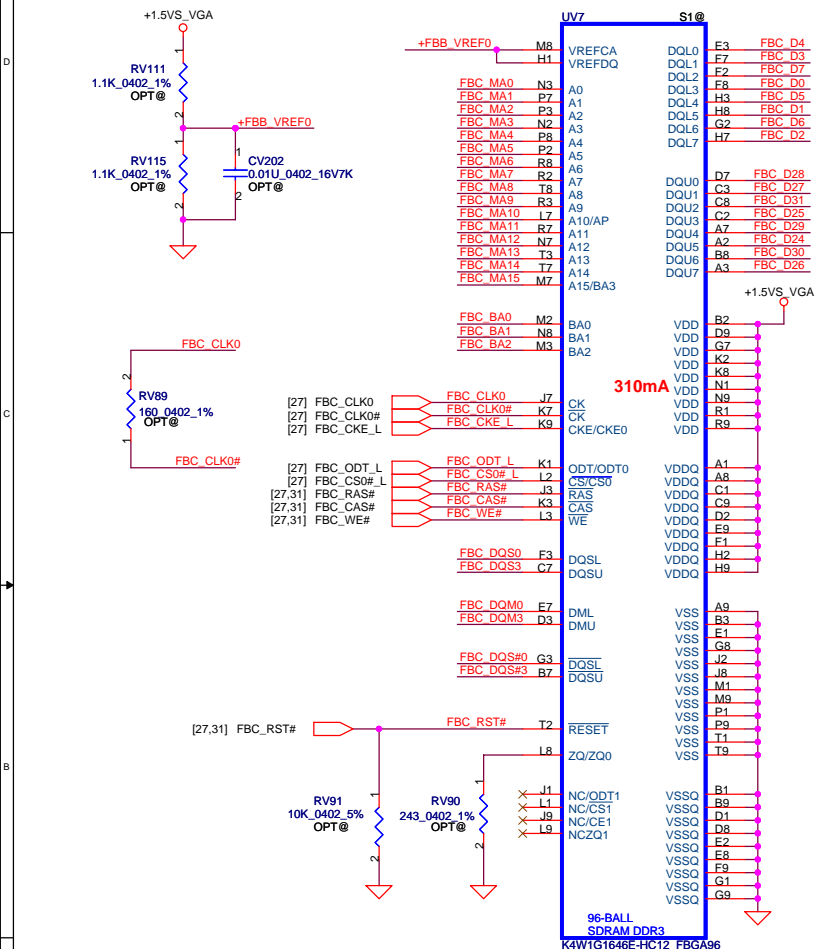 +1.5VS_VGA
RV111
1.1K_0402_1%
OPT@
1
2
+FBB_VREF0
RV115
1.1K_0402_1%
OPT@
1
2
CV202
0.01U_0402_16V7K
OPT@
1
2
D
C
B
FBC_CLK0
2
RV89
160_0402_1%
OPT@
1
FBC_CLK0#
UV7 S1@
+FBB_VREF0 M8 VREFCA
H1 VREFDQ
FBC_MA0 N3 A0
FBC_MA1 P7 A1
FBC_MA2 P3 A2
FBC_MA3 N2 A3
FBC_MA4 P8 A4
FBC_MA5 P2 A5
FBC_MA6 R8 A6
FBC_MA7 R2 A7
FBC_MA8 T8 A8
FBC_MA9 R3 A9
FBC_MA10 L7 A10/AP
FBC_MA11 R7 A11
FBC_MA12 N7 A12
FBC_MA13 T3 A13
FBC_MA14 T7 A14
FBC_MA15 M7 A15/BA3
FBC_BA0 M2 BA0
FBC_BA1 N8 BA1
FBC_BA2 M3 BA2
[27] FBC_CLK0 FBC_CLK0 J7 CK
[27] FBC_CLK0# FBC_CLK0# K7 CK
[27] FBC_CKE_L FBC_CKE_L K9 CKE/CKE0
[27] FBC_ODT_L FBC_ODT_L K1 ODT/ODT0
[27] FBC_CS0#_L FBC_CS0#_L L2 CS/CS0
[27,31] FBC_RAS# FBC_RAS# J3 RAS
[27,31] FBC_CAS# FBC_CAS# K3 CAS
[27,31] FBC_WE# FBC_WE# L3 WE
FBC_DQS0 F3 DQSL
FBC_DQS3 C7 DQSU
FBC_DQM0 E7 DML
FBC_DQM3 D3 DMU
FBC_DQS#0 G3 DQSL
FBC_DQS#3 B7 DQSU
[27,31] FBC_RST# FBC_RST# T2 RESET
L8 ZQ/ZQ0
J1 NC/ODT1
L1 NC/CS1
J9 NC/CE1
L9 NCZQ1
1
RV91
10K_0402_5%
OPT@
2
1
RV90
243_0402_1%
OPT@
2
DQL0 E3 FBC_D4
DQL1 F7 FBC_D3
DQL2 F2 FBC_D7
DQL3 F8 FBC_D0
DQL4 H3 FBC_D5
DQL5 H8 FBC_D1
DQL6 G2 FBC_D6
DQL7 H7 FBC_D2
DQU0 D7 FBC_D28
DQU1 C3 FBC_D27
DQU2 C8 FBC_D31
DQU3 C2 FBC_D25
DQU4 A7 FBC_D29
DQU5 A2 FBC_D24
DQU6 B8 FBC_D30
DQU7 A3 FBC_D26
+1.5VS_VGA
VDD B2
VDD D9
VDD G7
VDD K2
VDD K8
VDD N1
VDD N9
VDD R1
VDD R9
310mA
VDDQ A1
VDDQ A8
VDDQ C1
VDDQ C9
VDDQ D2
VDDQ E9
VDDQ F1
VDDQ H2
VDDQ H9
VSS A9
VSS B3
VSS E1
VSS G8
VSS J2
VSS J8
VSS M1
VSS M9
VSS P1
VSS P9
VSS T1
VSS T9
VSSQ B1
VSSQ B9
VSSQ D1
VSSQ D8
VSSQ E2
VSSQ E8
VSSQ F9
VSSQ G1
VSSQ G9
96-BALL
SDRAM DDR3
K4W1G1646E-HC12_FBGA96